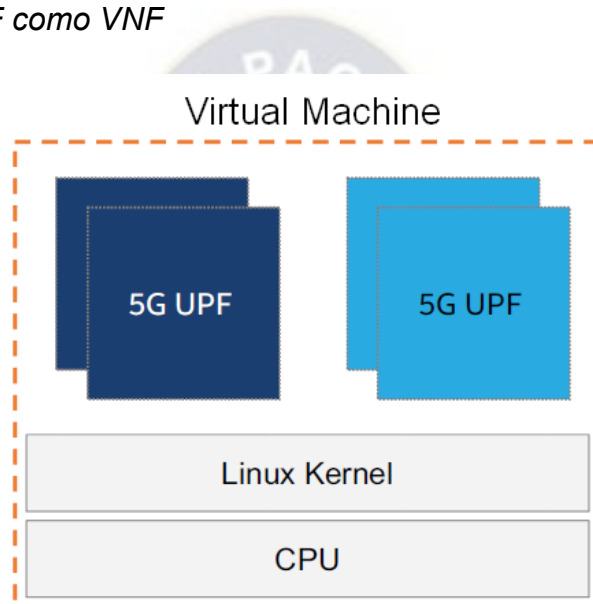 como VNF
Virtual Machine
5G UPF
5G UPF
Linux Kernel
CPU